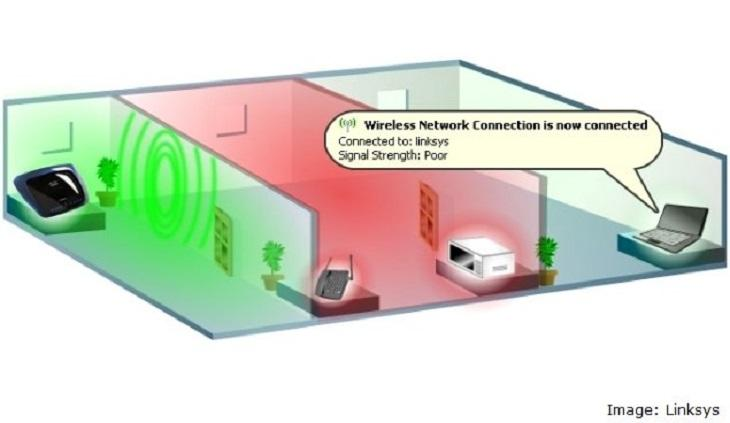 Wireless Network Connection is now connected
Connected to: linksys
Signal Strength: Poor
Image: Linksys